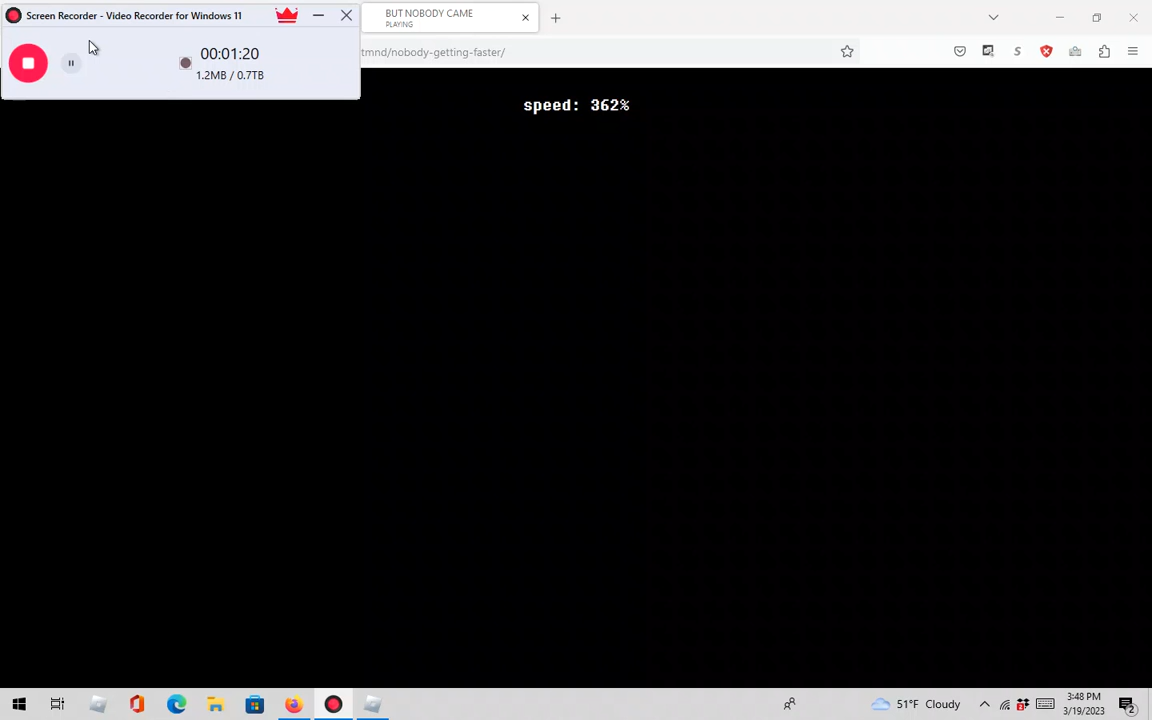 Screen Recorder - Video Recorder for Windows 11
00:01:20
1.2MB / 0.7TB
BUT NOBODY CAME
PLAYING
tmnd/nobody-getting-faster/
speed: 362%
51°F Cloudy
3:48 PM
3/19/2023
2